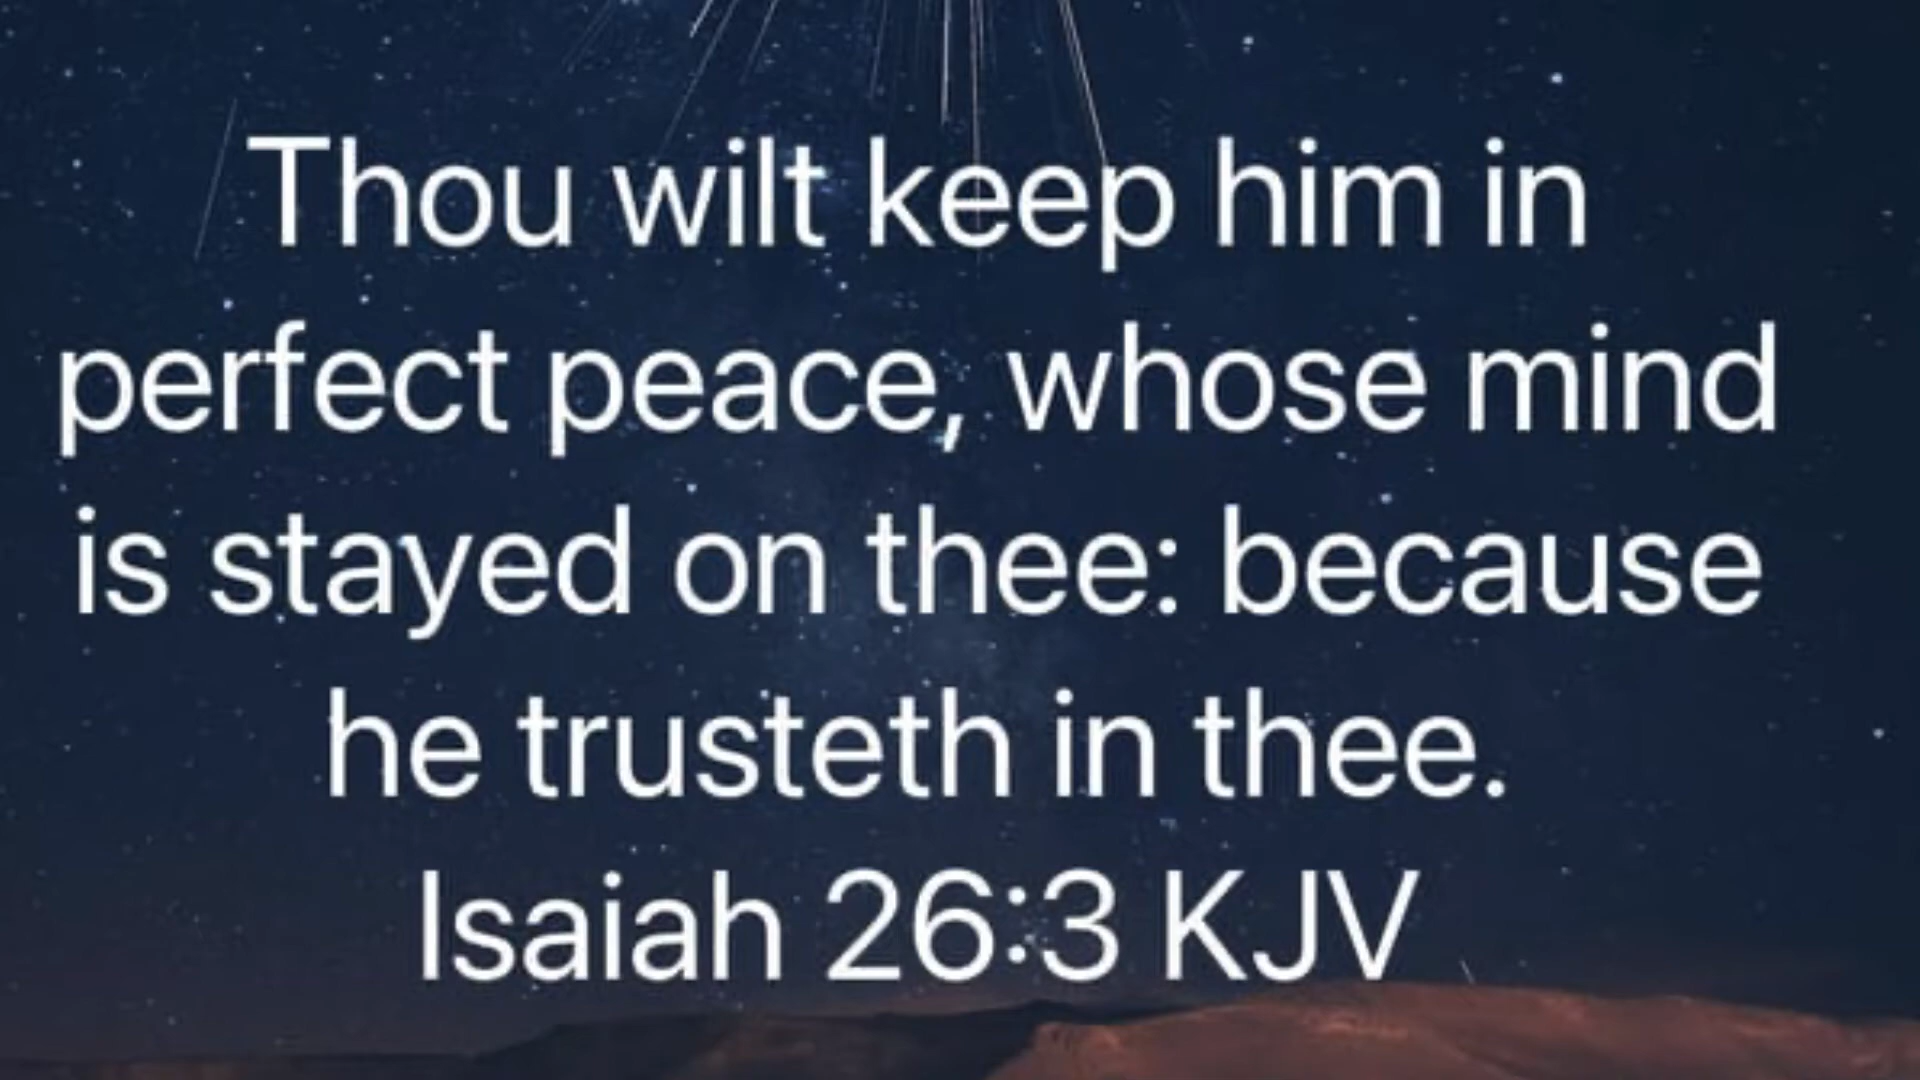 Thou wilt keep him in
perfect peace, whose mind
is stayed on thee: because
he trusteth in thee.
Isaiah 26:3 KJV